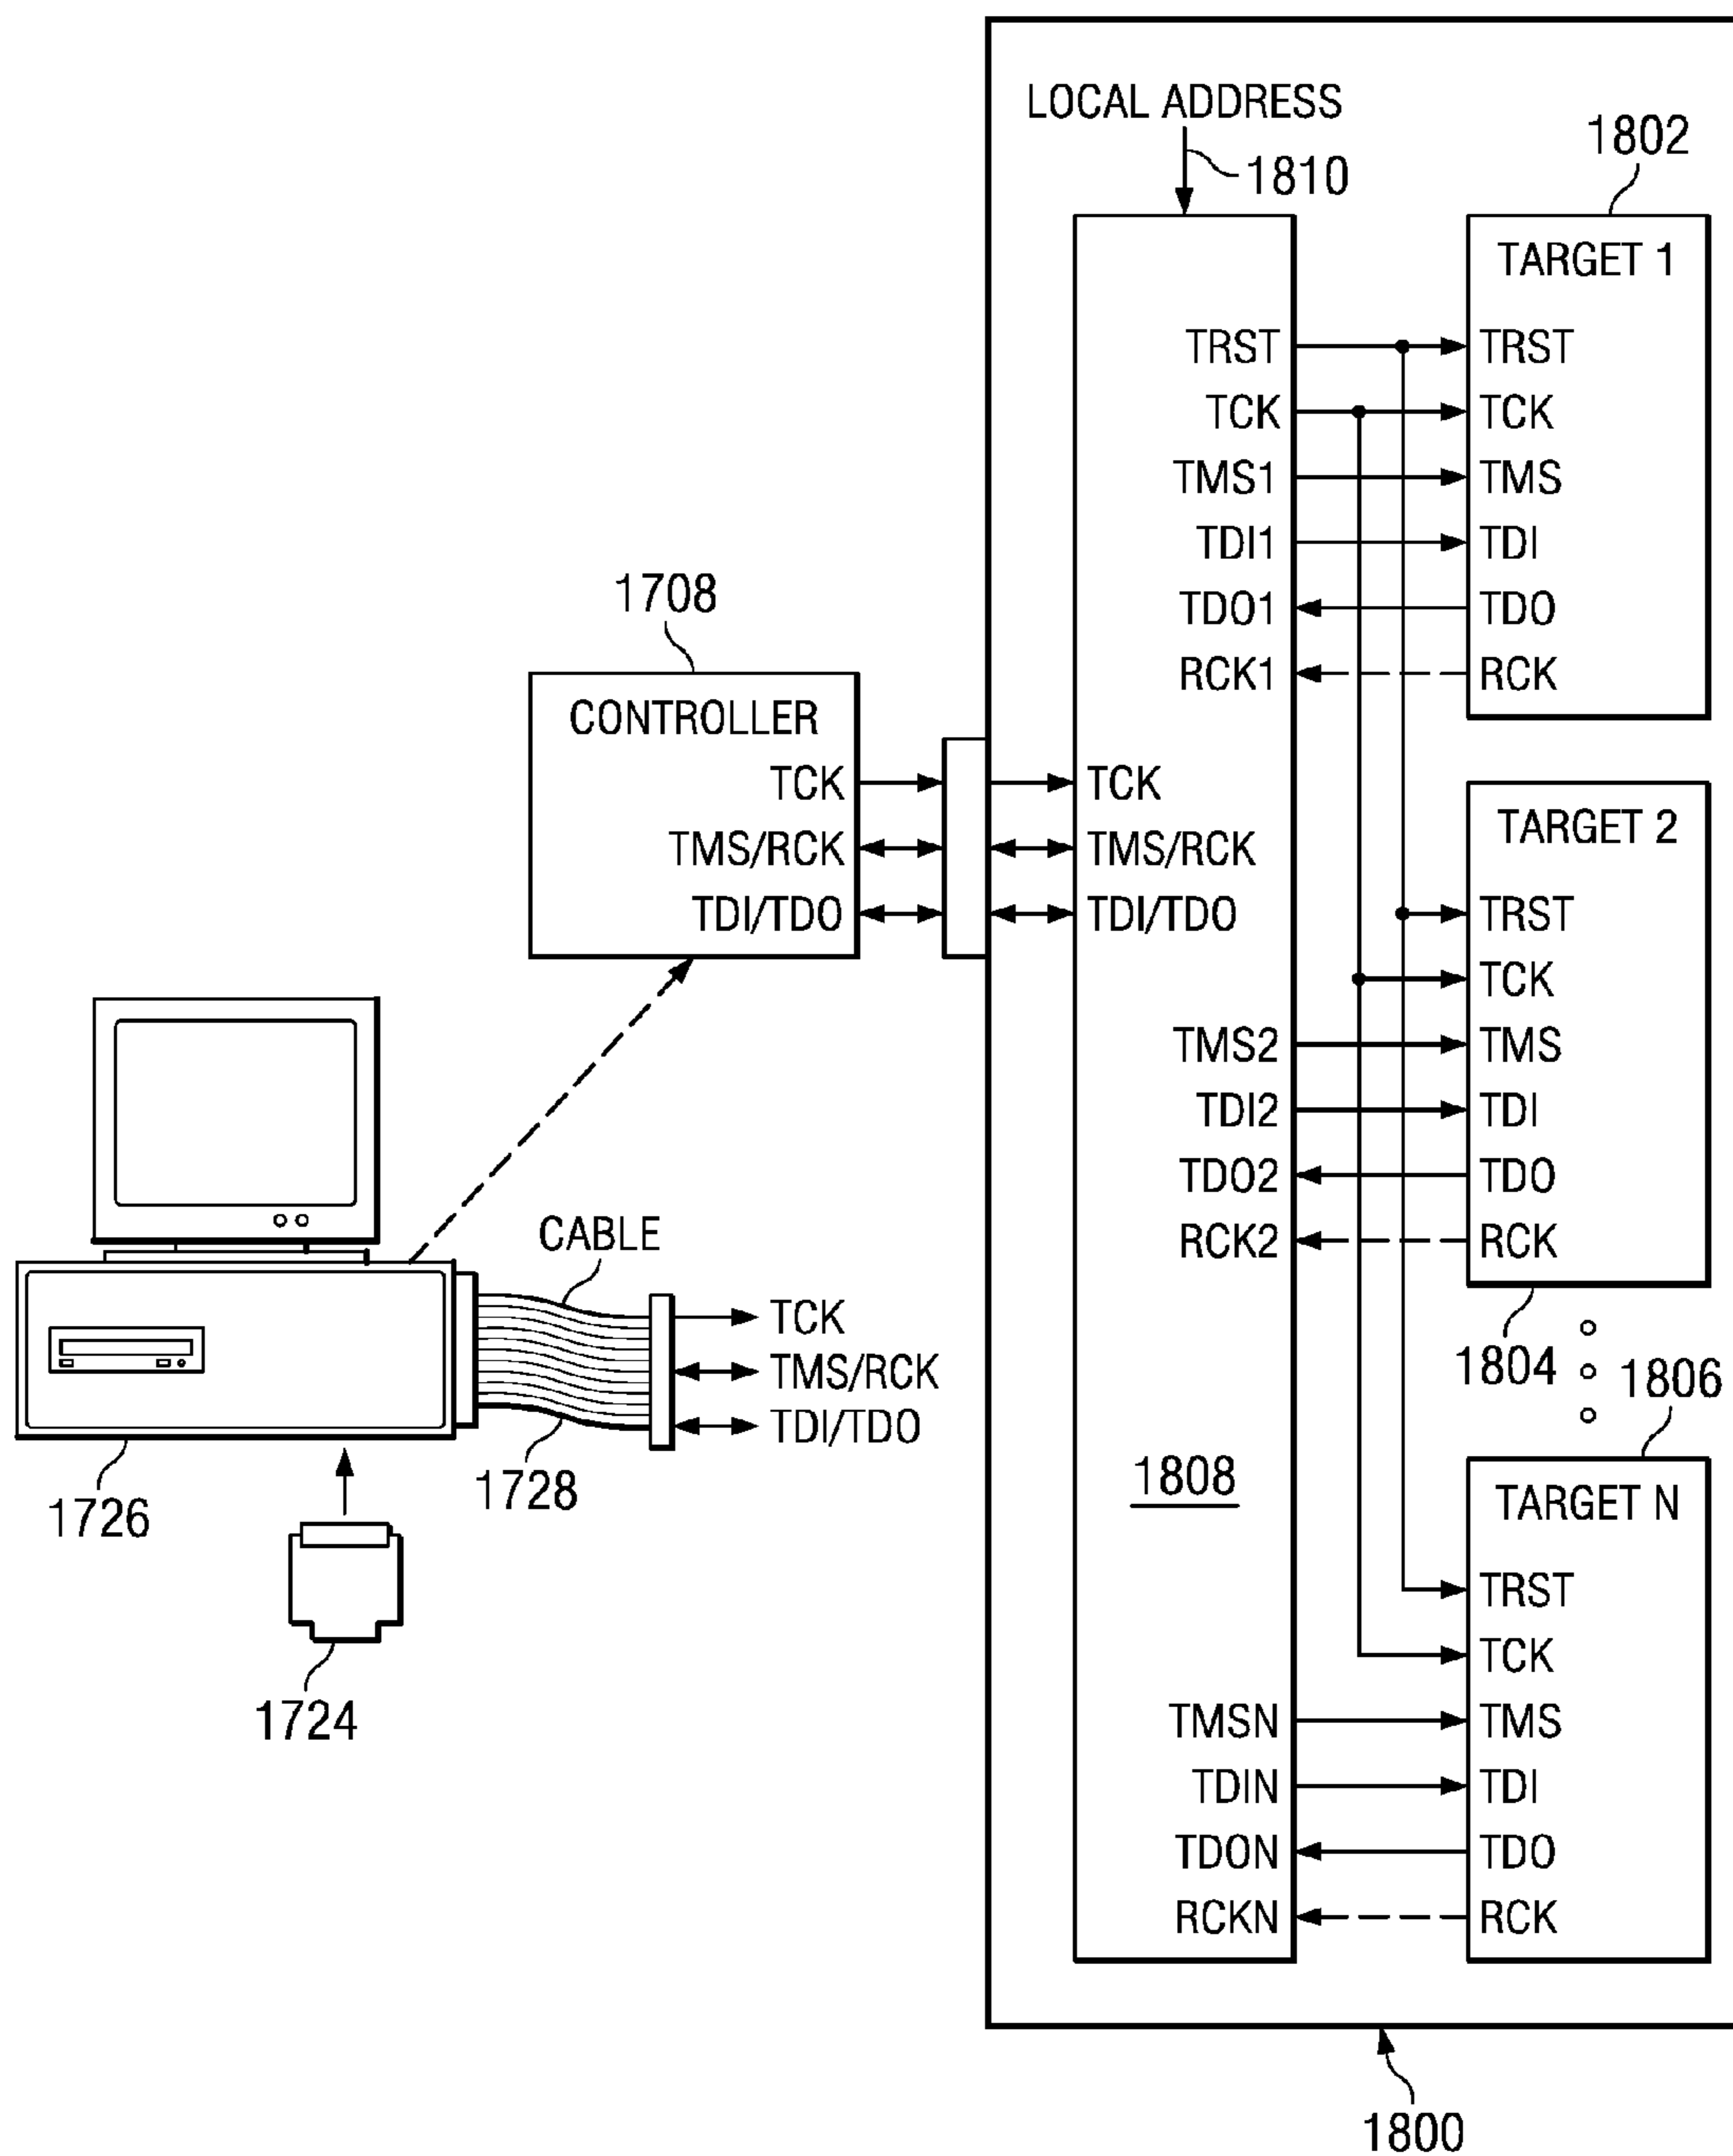 LOCAL ADDRESS
1810
1802
TARGET 1
TRST
TCK
TMS1
TDI1
TDO1
RCK1
TRST
TCK
TMS
TDI
TDO
RCK
1708
CONTROLLER
TCK
TMS/RCK
TDI/TDO
TCK
TMS/RCK
TDI/TDO
TARGET 2
TRST
TCK
TMS
TDI
TDO
RCK
TMS2
TDI2
TDO2
RCK2
1804
1806
CABLE
TCK
TMS/RCK
TDI/TDO
1726
1728
1724
1808
TARGET N
TRST
TCK
TMS
TDI
TDO
RCK
TMSN
TDIN
TDON
RCKN
1800